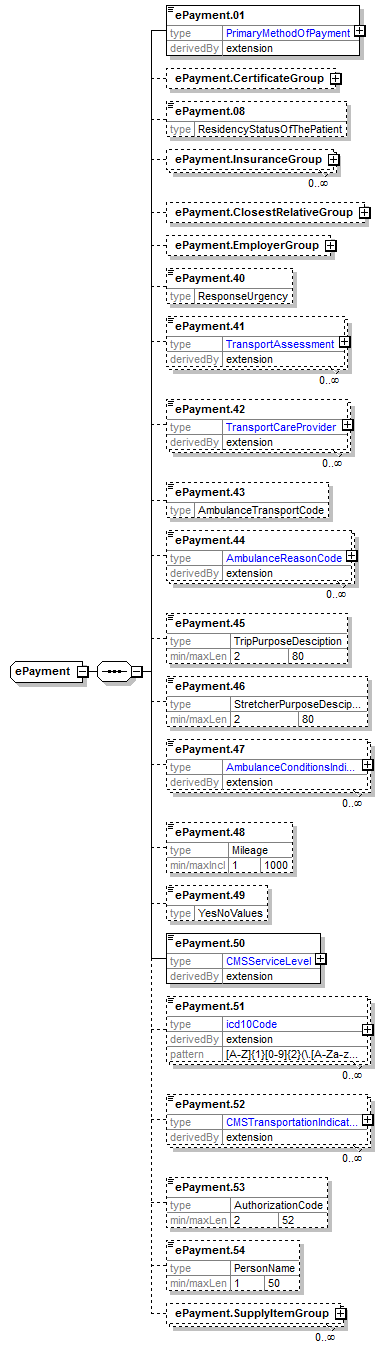 ePayment.01
type PrimaryMethodOfPayment
derivedBy extension
ePayment.CertificateGroup
ePayment.08
type ResidencyStatusOfThePatient
ePayment.InsuranceGroup
0..∞
ePayment.ClosestRelativeGroup
ePayment.EmployerGroup
ePayment.40
type ResponseUrgency
ePayment.41
type TransportAssessment
derivedBy extension
0..∞
ePayment.42
type TransportCareProvider
derivedBy extension
0..∞
ePayment.43
type AmbulanceTransportCode
ePayment.44
type AmbulanceReasonCode
derivedBy extension
0..∞
ePayment.45
type TripPurposeDesciption
min/maxLen 2 80
ePayment
ePayment.46
type StretcherPurposeDescip...
min/maxLen 2 80
ePayment.47
type AmbulanceConditionsIndi...
derivedBy extension
0..∞
ePayment.48
type Mileage
min/maxIncl 1 1000
ePayment.49
type YesNoValues
ePayment.50
type CMSServiceLevel
derivedBy extension
ePayment.51
type icd10Code
derivedBy extension
pattern [A-Z]{1}[0-9]{2}(\.[A-Za-z...
0..∞
ePayment.52
type CMSTransportationIndicat...
derivedBy extension
0..∞
ePayment.53
type AuthorizationCode
min/maxLen 2 52
ePayment.54
type PersonName
min/maxLen 1 50
ePayment.SupplyItemGroup
0..∞